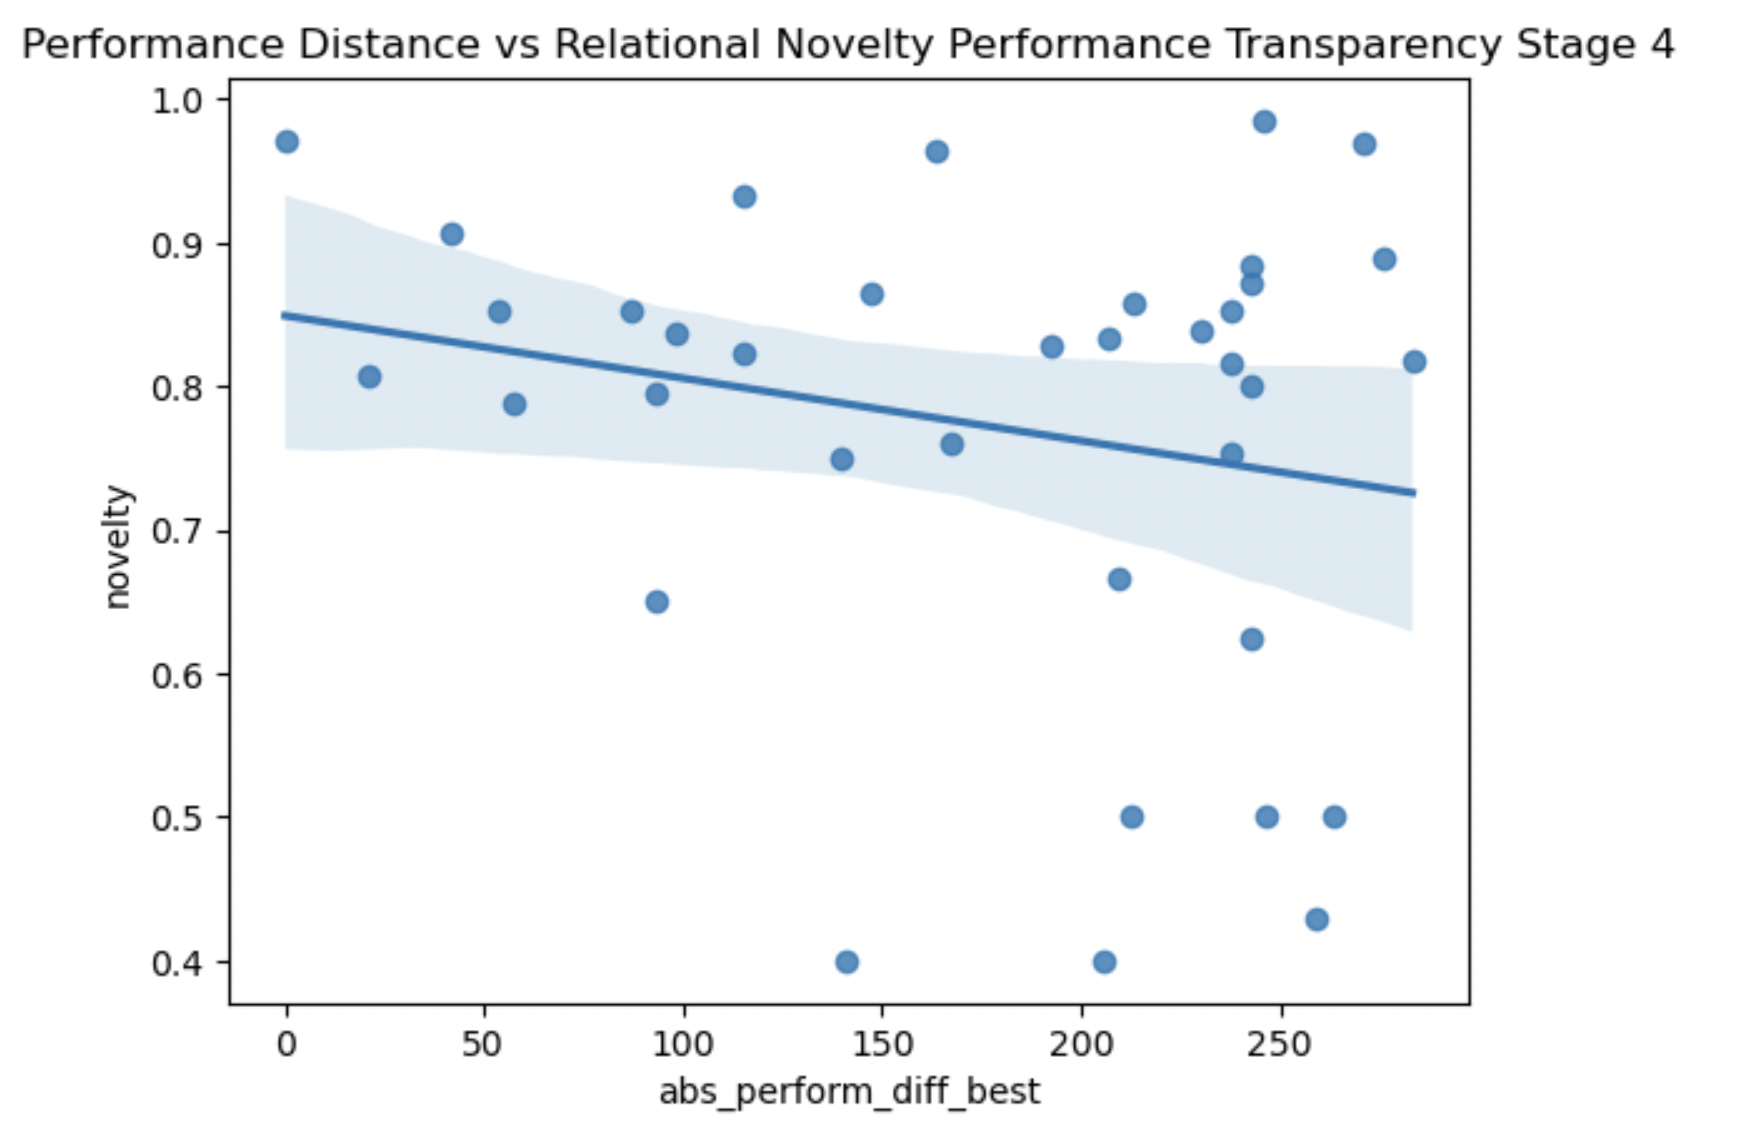 Performance Distance vs Relational Novelty Performance Transparency Stage 4
1.0
0.9
0.8
0.7
0.6
0.5
0.4
novelty
0 50 100 150 200 250
abs_perform_diff_best